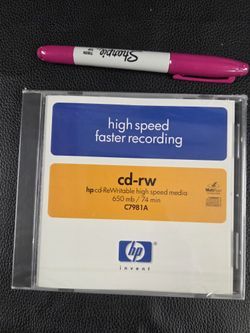 Sharpie
high speed
faster recording
cd-rw
hp cd-ReWritable high speed media
650 mb / 74 min
C7981A
hp
invent